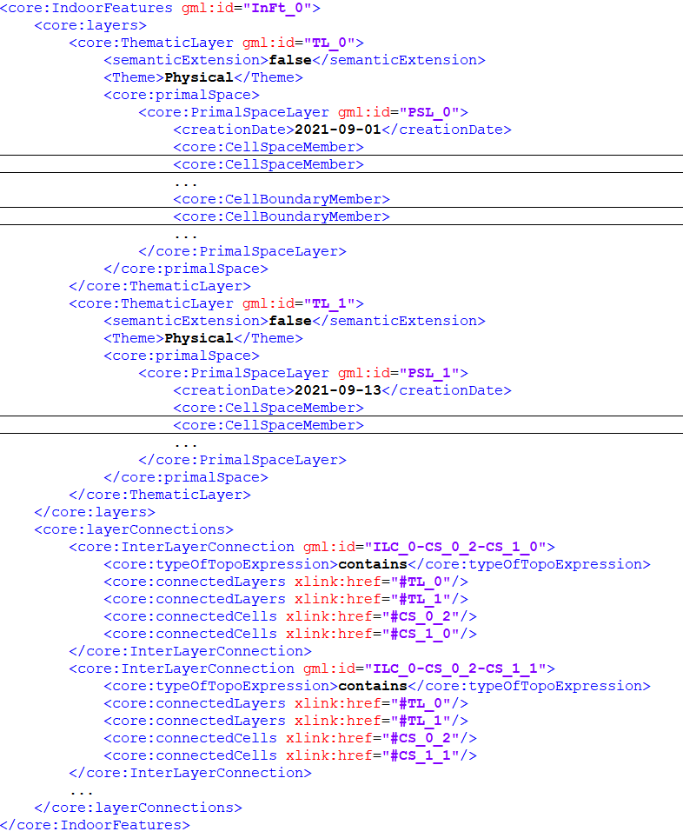 <core:IndoorFeatures gml:id="InFt_0">
    <core:layers>
        <core:ThematicLayer gml:id="TL_0">
            <semanticExtension>false</semanticExtension>
            <Theme>Physical</Theme>
            <core:primalSpace>
                <core:PrimalSpaceLayer gml:id="PSL_0">
                    <creationDate>2021-09-01</creationDate>
                    <core:CellSpaceMember>
                    <core:CellSpaceMember>
                    ...
                    <core:CellBoundaryMember>
                    <core:CellBoundaryMember>
                    ...
                </core:PrimalSpaceLayer>
            </core:primalSpace>
        </core:ThematicLayer>
        <core:ThematicLayer gml:id="TL_1">
            <semanticExtension>false</semanticExtension>
            <Theme>Physical</Theme>
            <core:primalSpace>
                <core:PrimalSpaceLayer gml:id="PSL_1">
                    <creationDate>2021-09-13</creationDate>
                    <core:CellSpaceMember>
                    <core:CellSpaceMember>
                    ...
                </core:PrimalSpaceLayer>
            </core:primalSpace>
        </core:ThematicLayer>
    </core:layers>
    <core:layerConnections>
        <core:InterLayerConnection gml:id="ILC_0-CS_0_2-CS_1_0">
            <core:typeOfTopoExpression>contains</core:typeOfTopoExpression>
            <core:connectedLayers xlink:href="#TL_0"/>
            <core:connectedLayers xlink:href="#TL_1"/>
            <core:connectedCells xlink:href="#CS_0_2"/>
            <core:connectedCells xlink:href="#CS_1_0"/>
        </core:InterLayerConnection>
        <core:InterLayerConnection gml:id="ILC_0-CS_0_2-CS_1_1">
            <core:typeOfTopoExpression>contains</core:typeOfTopoExpression>
            <core:connectedLayers xlink:href="#TL_0"/>
            <core:connectedLayers xlink:href="#TL_1"/>
            <core:connectedCells xlink:href="#CS_0_2"/>
            <core:connectedCells xlink:href="#CS_1_1"/>
        </core:InterLayerConnection>
        ...
    </core:layerConnections>
</core:IndoorFeatures>